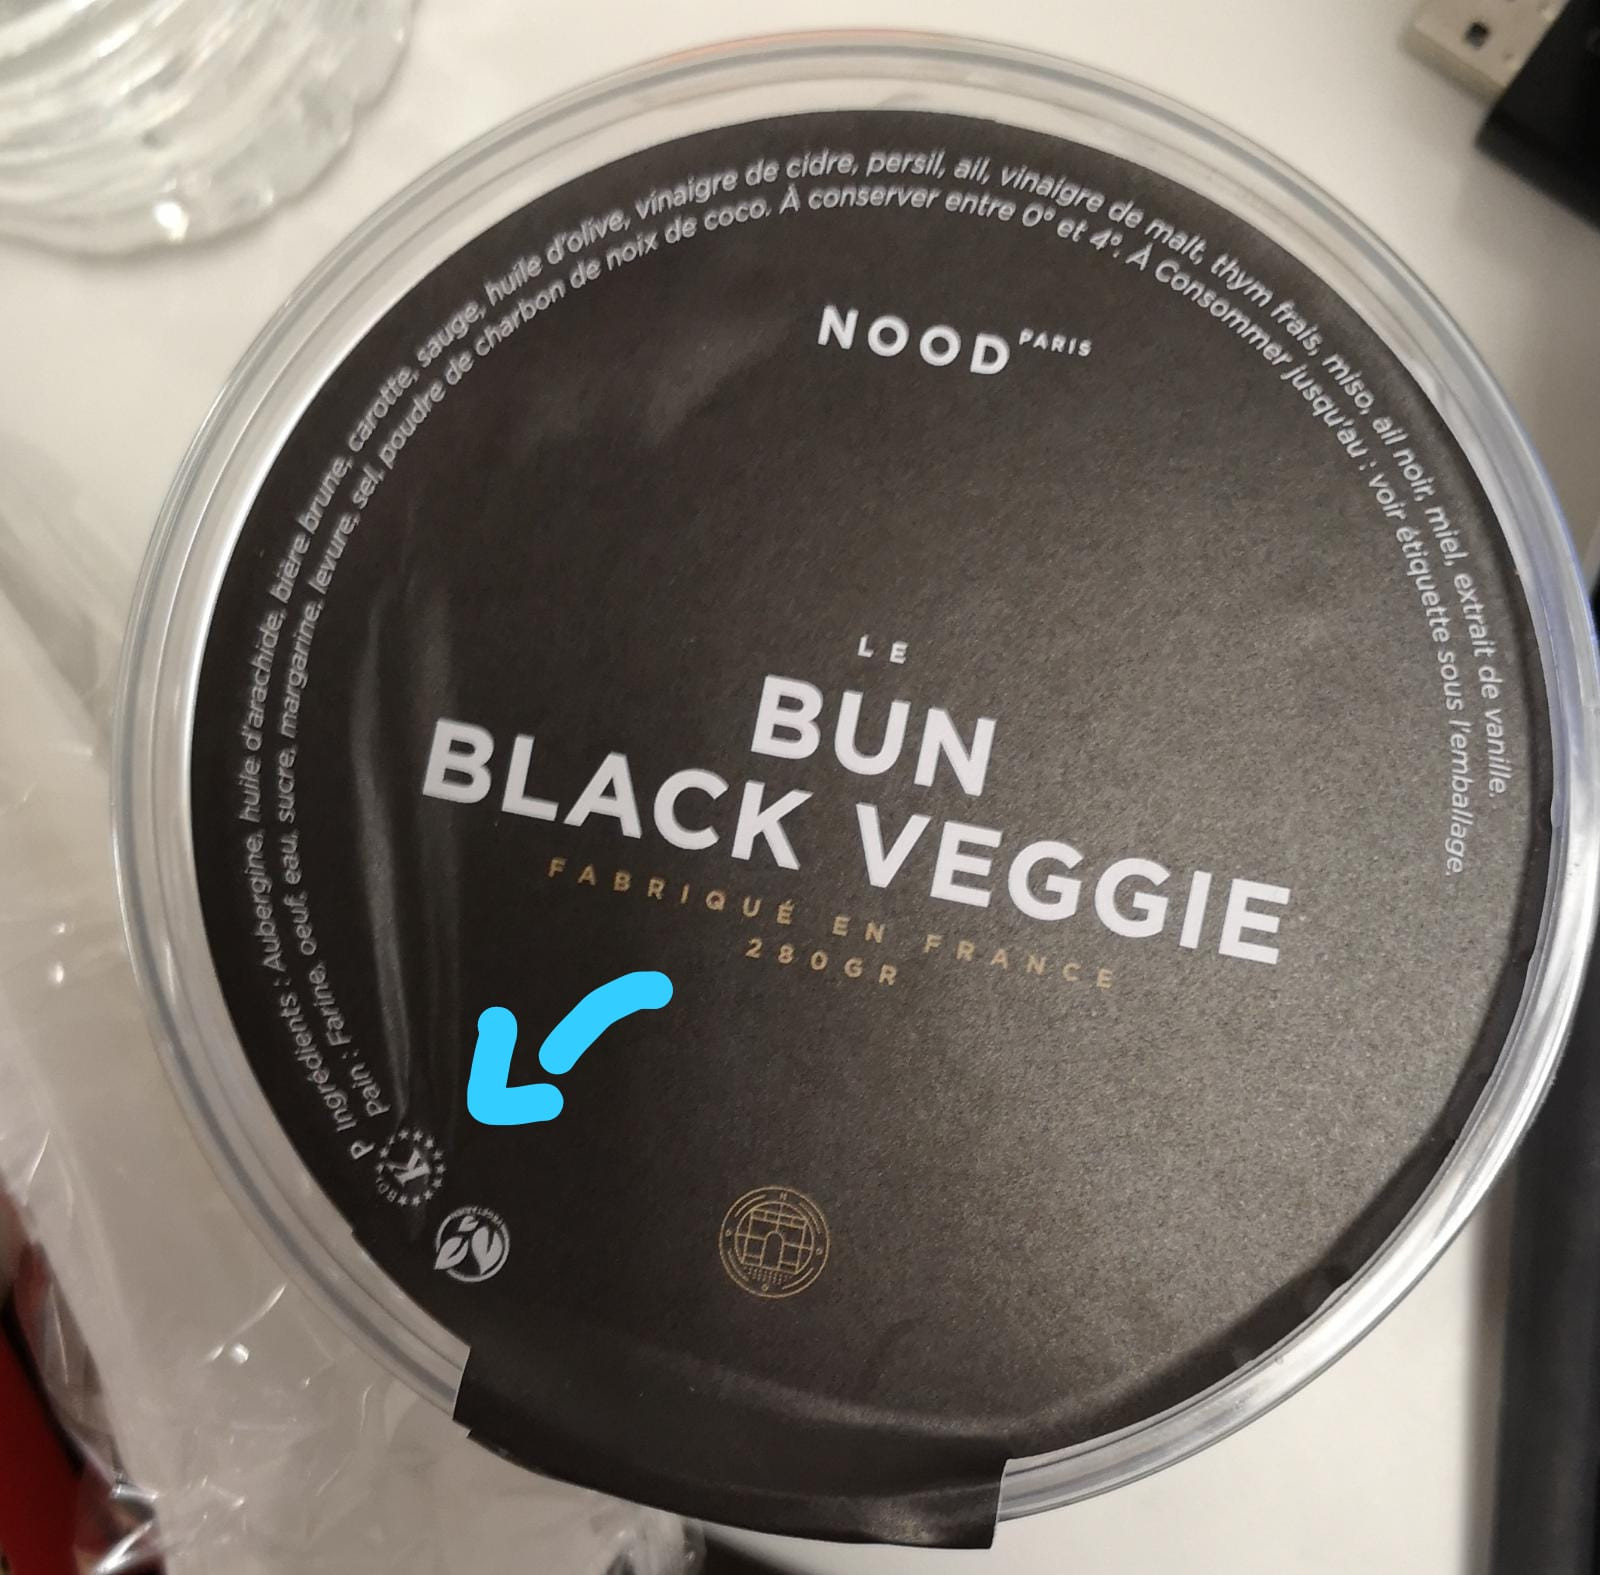 Ingrédients : Aubergine, huile d'arachide, bière brune, carotte, sauge, huile d'olive, vinaigre de cidre, persil, ail, vinaigre de malt, thym frais, miso, ail noir, miel, extrait de vanille.
Pain : Farine, oeuf, eau, sucre, margarine, levure, sel, poudre de charbon de noix de coco. À conserver entre 0° et 4°. À Consommer jusqu'au : voir étiquette sous l'emballage.
NOOD PARIS
LE
BUN
BLACK VEGGIE
FABRIQUÉ EN FRANCE
280GR
P
K